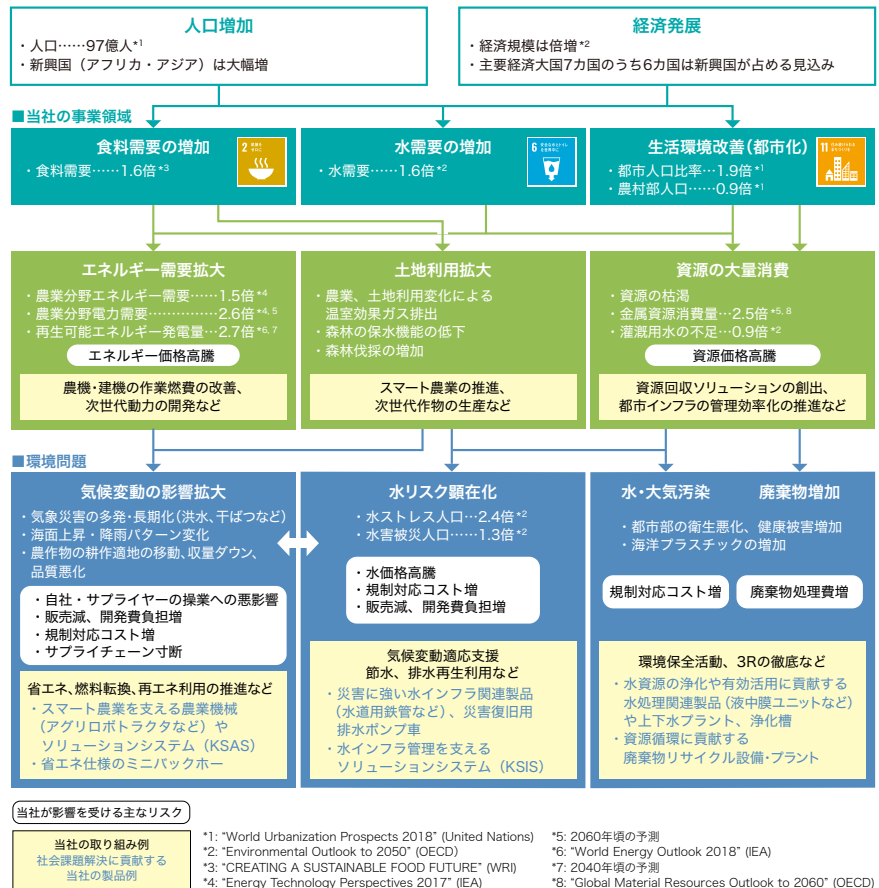 人口増加
・人口……97億人*1
・新興国（アフリカ・アジア）は大幅増
経済発展
・経済規模は倍増*2
・主要経済大国7カ国のうち6カ国は新興国が占める見込み
■当社の事業領域
食料需要の増加
・食料需要……1.6倍*3
2 飢餓をゼロに
水需要の増加
・水需要……1.6倍*2
6 安全な水とトイレを世界中に
生活環境改善（都市化）
・都市人口比率…1.9倍*1
・農村部人口……0.9倍*1
11 住み続けられるまちづくりを
エネルギー需要拡大
・農業分野エネルギー需要……1.5倍*4
・農業分野電力需要……………2.6倍*4, 5
・再生可能エネルギー発電量…2.7倍*6, 7
エネルギー価格高騰
農機・建機の作業燃費の改善、
次世代動力の開発など
土地利用拡大
・農業、土地利用変化による
温室効果ガス排出
・森林の保水機能の低下
・森林伐採の増加
スマート農業の推進、
次世代作物の生産など
資源の大量消費
・資源の枯渇
・金属資源消費量…2.5倍*5, 8
・灌漑用水の不足…0.9倍*2
資源価格高騰
資源回収ソリューションの創出、
都市インフラの管理効率化の推進など
■環境問題
気候変動の影響拡大
・気象災害の多発・長期化（洪水、干ばつなど）
・海面上昇・降雨パターン変化
・農作物の耕作適地の移動、収量ダウン、
品質悪化
・自社・サプライヤーの操業への悪影響
・販売減、開発費負担増
・規制対応コスト増
・サプライチェーン寸断
省エネ、燃料転換、再エネ利用の推進など
・スマート農業を支える農業機械
（アグリロボトラクタなど）や
ソリューションシステム（KSAS）
・省エネ仕様のミニバックホー
水リスク顕在化
・水ストレス人口…2.4倍*2
・水害被災人口……1.3倍*2
・水価格高騰
・規制対応コスト増
・販売減、開発費負担増
気候変動適応支援
節水、排水再生利用など
・災害に強い水インフラ関連製品
（水道用鉄管など）、災害復旧用
排水ポンプ車
・水インフラ管理を支える
ソリューションシステム（KSIS）
水・大気汚染 廃棄物増加
・都市部の衛生悪化、健康被害増加
・海洋プラスチックの増加
規制対応コスト増 廃棄物処理費増
環境保全活動、3Rの徹底など
・水資源の浄化や有効活用に貢献する
水処理関連製品（液中膜ユニットなど）
や上下水プラント、浄化槽
・資源循環に貢献する
廃棄物リサイクル設備・プラント
当社が影響を受ける主なリスク
当社の取り組み例
社会課題解決に貢献する
当社の製品例
*1: "World Urbanization Prospects 2018" (United Nations)
*2: "Environmental Outlook to 2050" (OECD)
*3: "CREATING A SUSTAINABLE FOOD FUTURE" (WRI)
*4: "Energy Technology Perspectives 2017" (IEA)
*5: 2060年頃の予測
*6: "World Energy Outlook 2018" (IEA)
*7: 2040年頃の予測
*8: "Global Material Resources Outlook to 2060" (OECD)